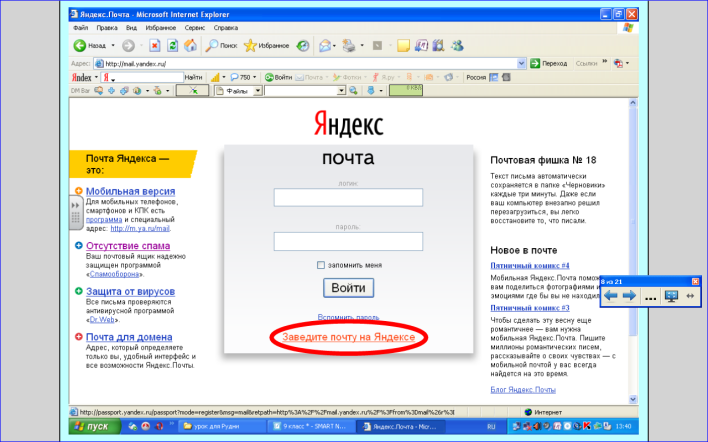 Яндекс.Почта - Microsoft Internet Explorer
Файл Правка Вид Избранное Сервис Справка
Назад Поиск Избранное
Адрес: http://mail.yandex.ru/ Переход Ссылки »
Яndex Я Найти 750 Войти Почта Фотки Я.ру Россия
DM Bar Файлы 0 KB/
Яндекс
почта
логин:
пароль:
запомнить меня
Войти
Вспомнить пароль
Заведите почту на Яндексе
Почта Яндекса —
это:
Мобильная версия
Для мобильных телефонов,
смартфонов и КПК есть
программа и специальный
адрес: http://m.ya.ru/mail.
Отсутствие спама
Ваш почтовый ящик надежно
защищен программой
«Спамооборона».
Защита от вирусов
Все письма проверяются
антивирусной программой
«Dr.Web».
Почта для домена
Адрес, который определяете
только вы, удобный интерфейс и
все возможности Яндекс.Почты.
Почтовая фишка № 18
Текст письма автоматически
сохраняется в папке «Черновики»
каждые три минуты. Даже если
ваш компьютер внезапно решил
перезагрузиться, вы легко
восстановите то, что писали.
Новое в почте
Пятничный комикс #4
Мобильная Яндекс.Почта помож
вам поделиться фотографиями и
эмоциями где бы вы не находил
Пятничный комикс #3
Чтобы сделать эту весну еще
романтичнее — вам нужна
мобильная Яндекс.Почта. Пишите
миллионы романтических писем,
рассказывайте о своих чувствах — с
мобильной почтой у вас всегда
найдется на это время.
Блог Яндекс.Почты
8 из 21
http://passport.yandex.ru/passport?mode=register&msg=mail&retpath=http%3A%2F%2Fmail.yandex.ru%2F%3Ffrom%3Dmail%26r%3I Интернет
пуск урок для Рудин 9 класс * - SMART N... Яндекс.Почта - Micr... RU 13:40